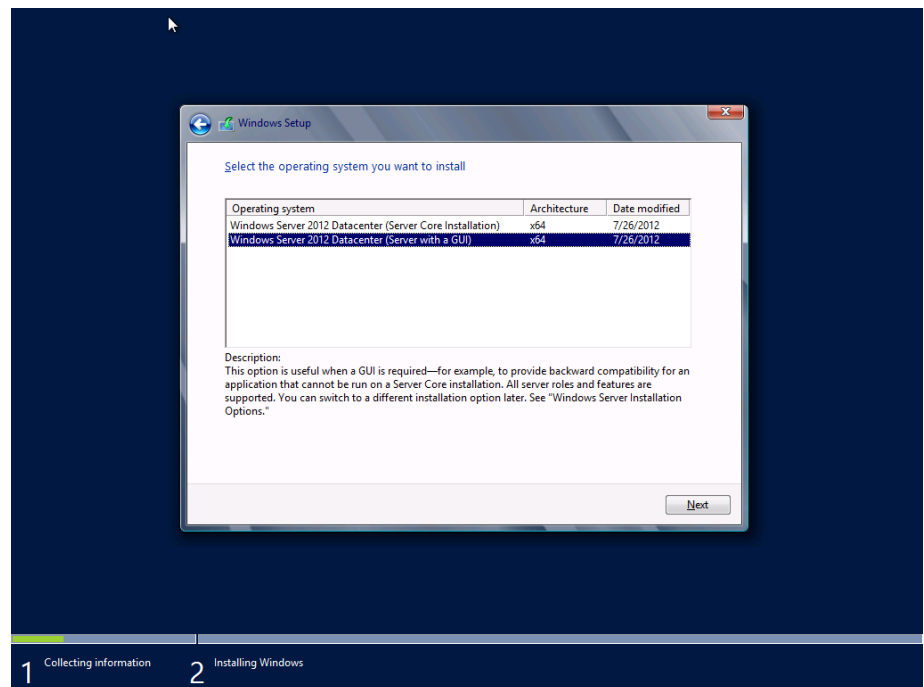 Windows Setup
Select the operating system you want to install
Operating system Architecture Date modified
Windows Server 2012 Datacenter (Server Core Installation) x64 7/26/2012
Windows Server 2012 Datacenter (Server with a GUI) x64 7/26/2012
Description:
This option is useful when a GUI is required—for example, to provide backward compatibility for an
application that cannot be run on a Server Core installation. All server roles and features are
supported. You can switch to a different installation option later. See "Windows Server Installation
Options."
Next
1 Collecting information 2 Installing Windows